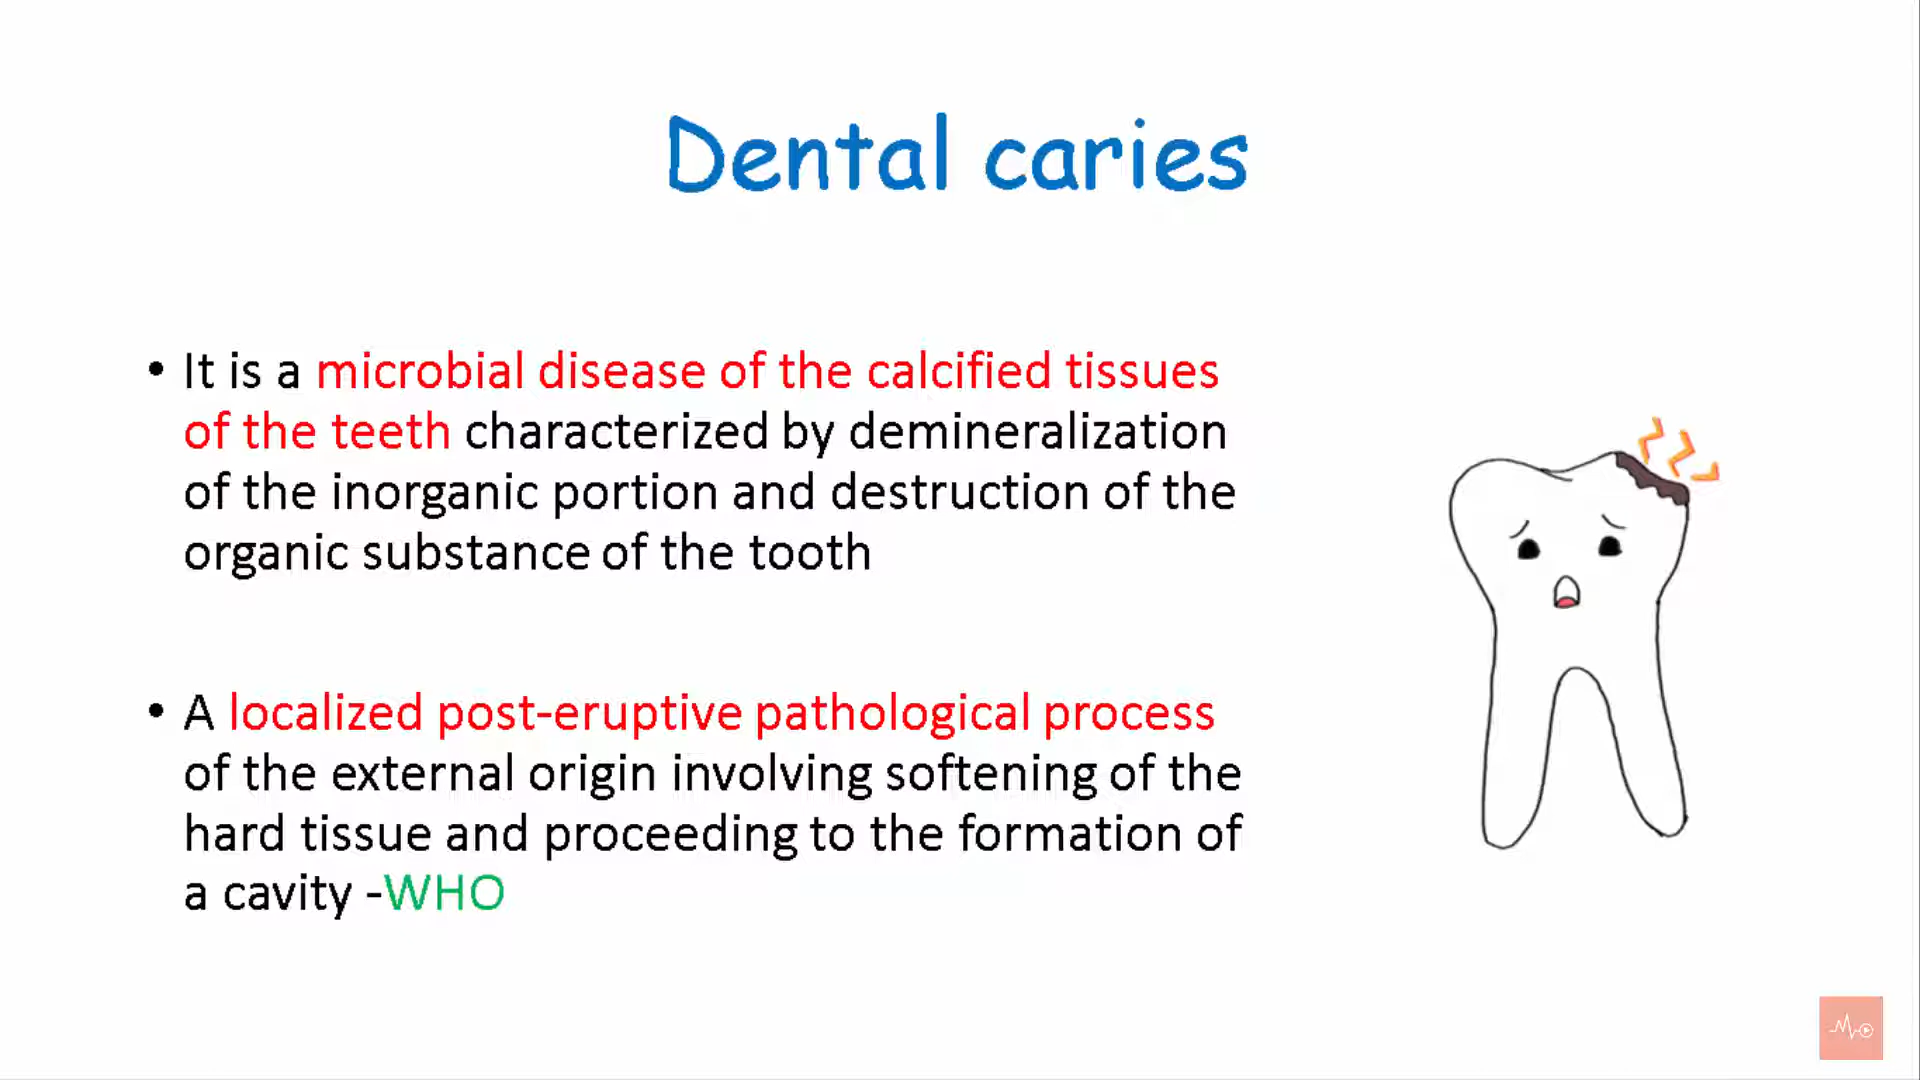 Dental caries
• It is a microbial disease of the calcified tissues
of the teeth characterized by demineralization
of the inorganic portion and destruction of the
organic substance of the tooth
• A localized post-eruptive pathological process
of the external origin involving softening of the
hard tissue and proceeding to the formation of
a cavity -WHO